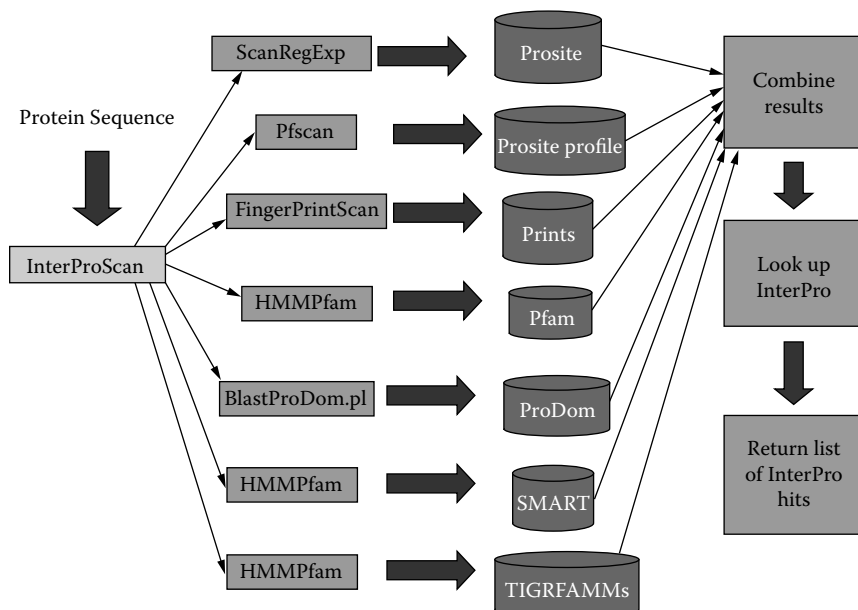 Protein Sequence
InterProScan
ScanRegExp
Prosite
Pfscan
Prosite profile
FingerPrintScan
Prints
HMMPfam
Pfam
BlastProDom.pl
ProDom
HMMPfam
SMART
HMMPfam
TIGRFAMMs
Combine
results
Look up
InterPro
Return list
of InterPro
hits